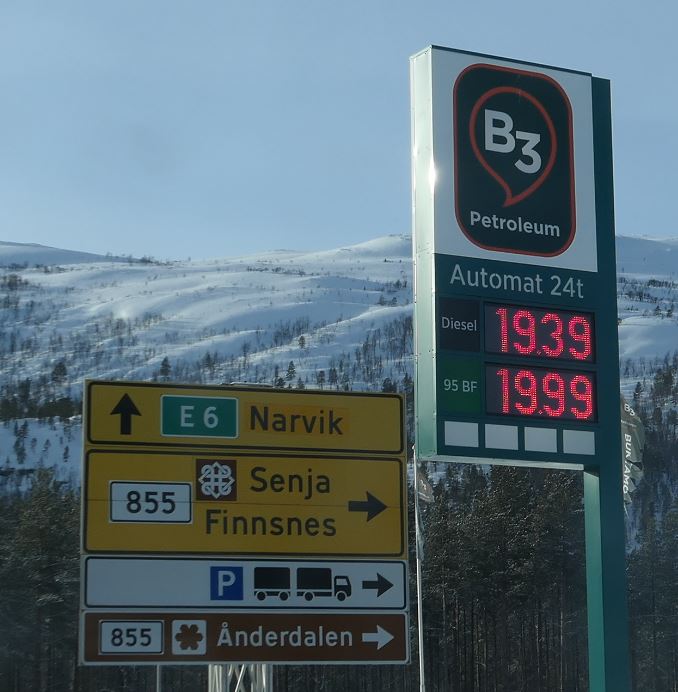 B3
Petroleum
Automat 24t
Diesel 19.39
95 BF 19.99
E 6 Narvik
855 Senja
Finnsnes
P
855 Ånderdalen